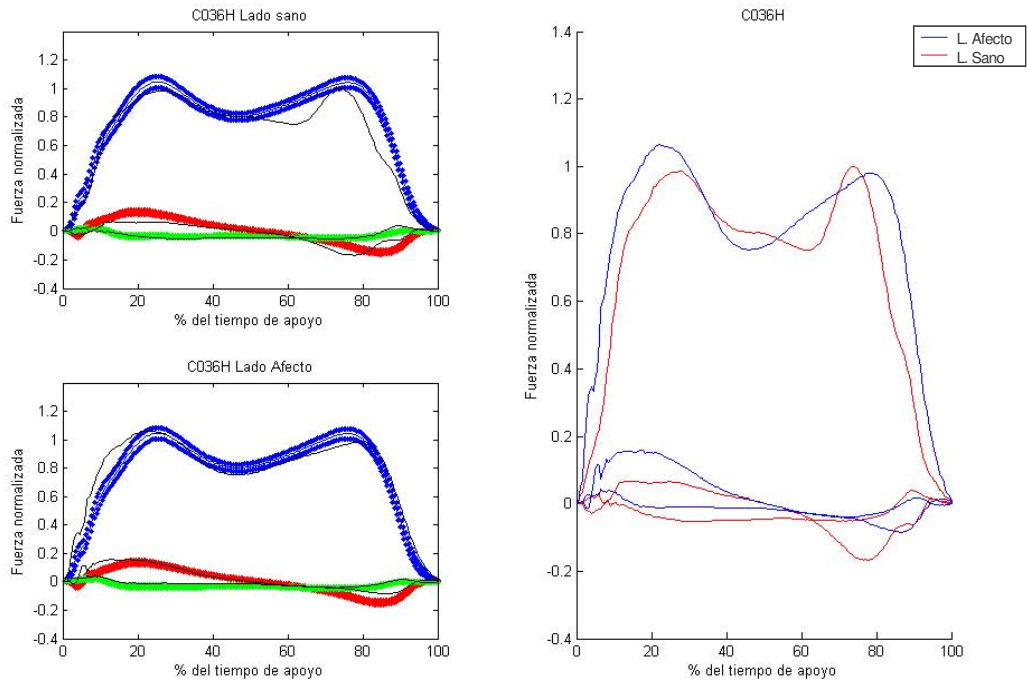 C036H Lado sano
Fuerza normalizada
1.2
1
0.8
0.6
0.4
0.2
0
-0.2
-0.4
0 20 40 60 80 100
% del tiempo de apoyo
C036H Lado Afecto
Fuerza normalizada
1.2
1
0.8
0.6
0.4
0.2
0
-0.2
-0.4
0 20 40 60 80 100
% del tiempo de apoyo
C036H
L. Afecto
L. Sano
Fuerza normalizada
1.4
1.2
1
0.8
0.6
0.4
0.2
0
-0.2
-0.4
0 20 40 60 80 100
% del tiempo de apoyo